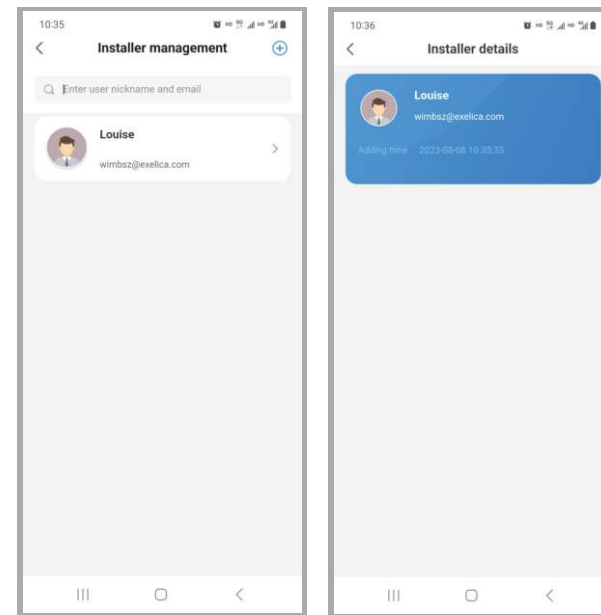 10:35
Installer management
Enter user nickname and email
Louise
wimbsz@exelica.com
10:36
Installer details
Louise
wimbsz@exelica.com
Adding time 2023-08-08 10:35:35